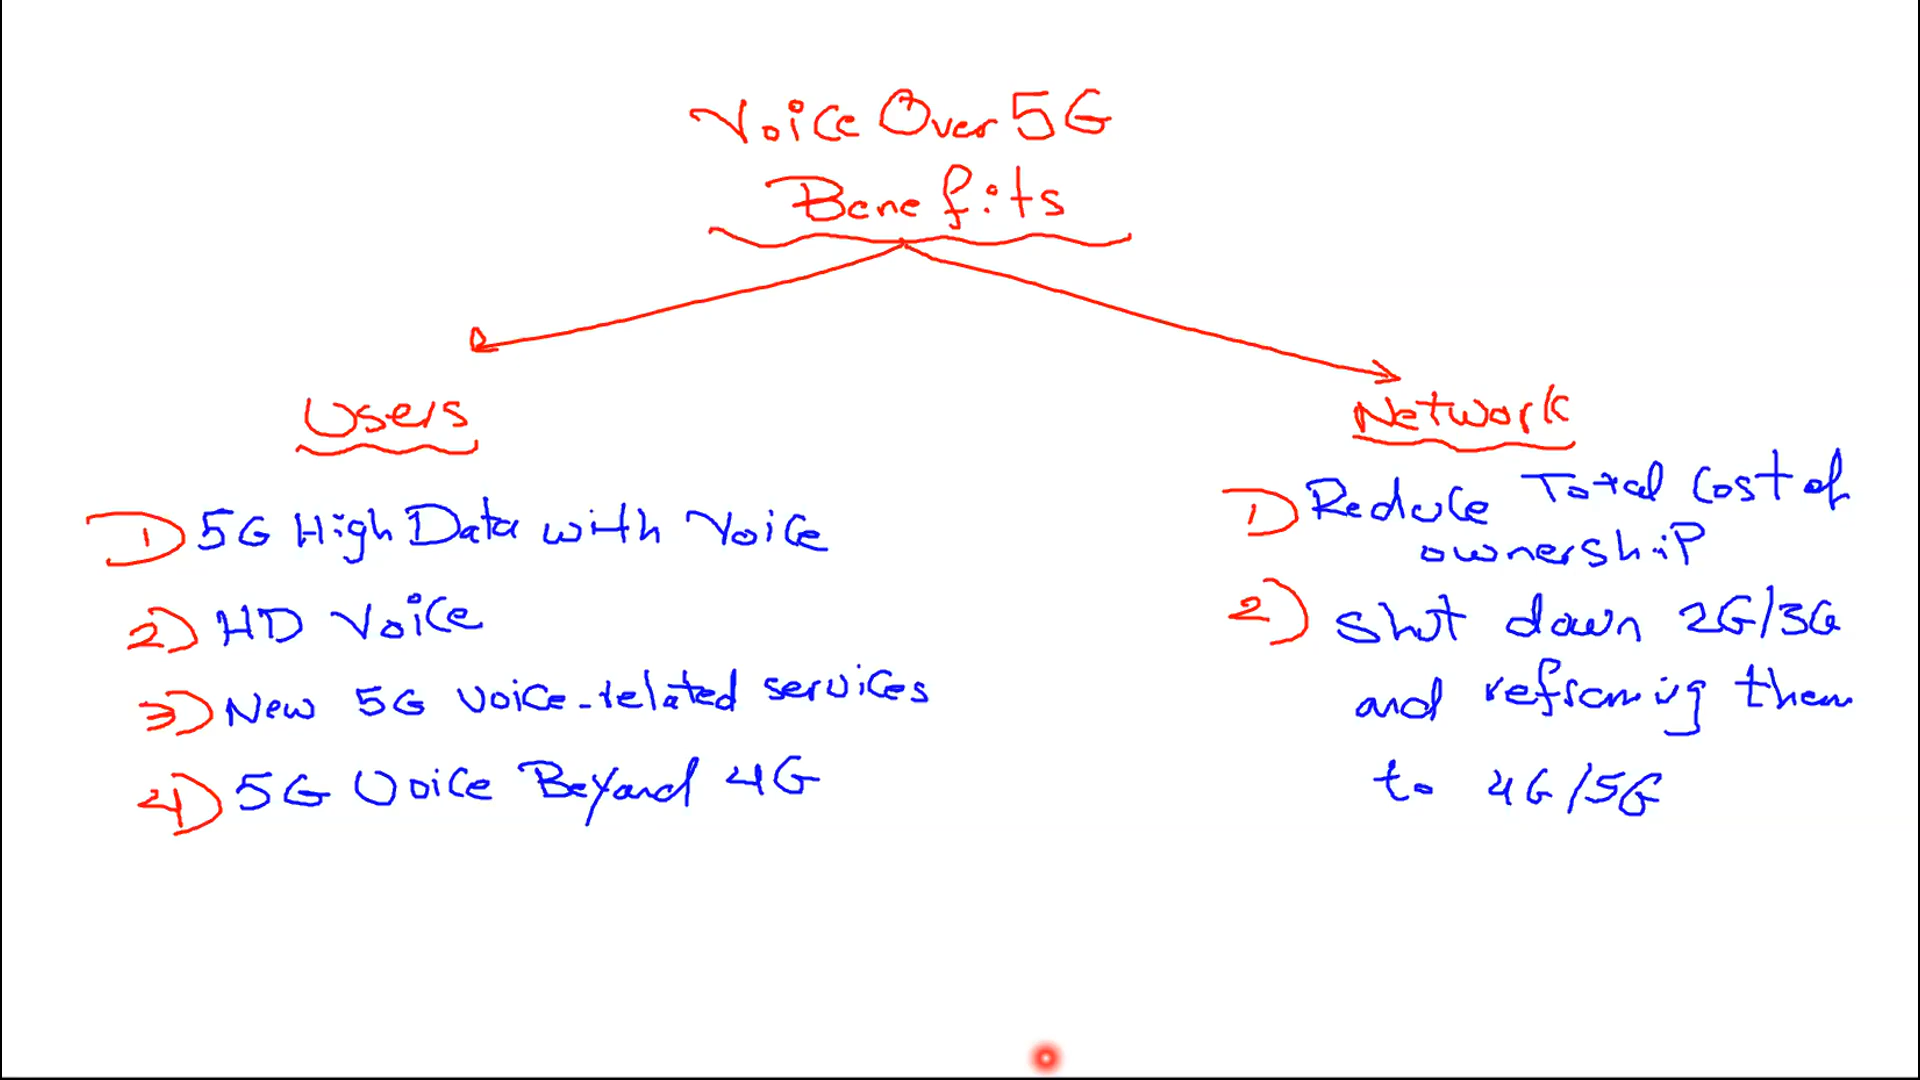 Voice Over 5G
Benefits
Users
1) 5G High Data with Voice
2) HD Voice
3) New 5G voice-related services
4) 5G Voice Beyond 4G
Network
1) Reduce Total Cost of
ownership
2) Shut down 2G/3G
and reframing them
to 4G/5G